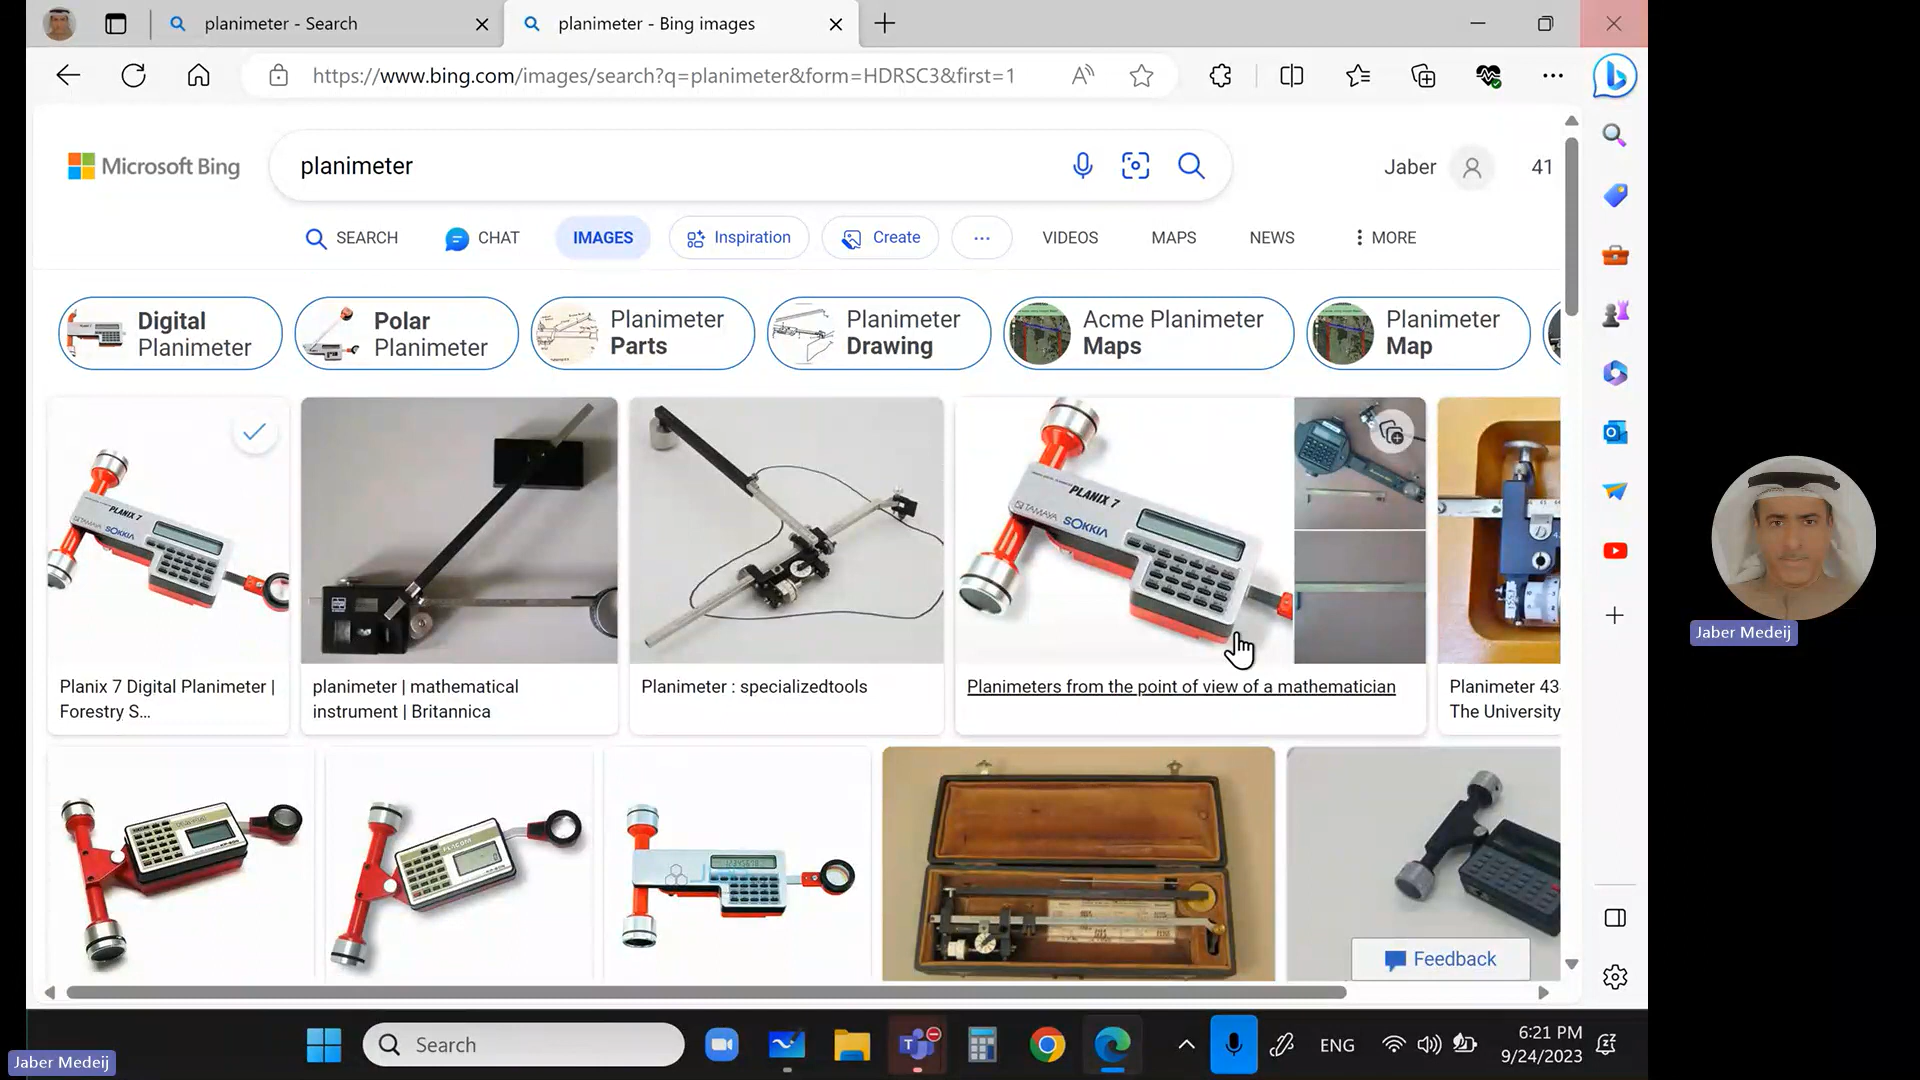 planimeter - Search
planimeter - Bing images
https://www.bing.com/images/search?q=planimeter&form=HDRSC3&first=1
Microsoft Bing
planimeter
Jaber
41
SEARCH
CHAT
IMAGES
Inspiration
Create
...
VIDEOS
MAPS
NEWS
MORE
Digital
Planimeter
Polar
Planimeter
Planimeter
Parts
Planimeter
Drawing
Acme Planimeter
Maps
Planimeter
Map
PLANIX 7
TAMAYA SOKKIA
PLANIX 7
TAMAYA SOKKIA
Planix 7 Digital Planimeter |
Forestry S...
planimeter | mathematical
instrument | Britannica
Planimeter : specializedtools
Planimeters from the point of view of a mathematician
Planimeter 43
The University
PLACOM
Feedback
Jaber Medeij
Search
ENG
6:21 PM
9/24/2023
Jaber Medeij